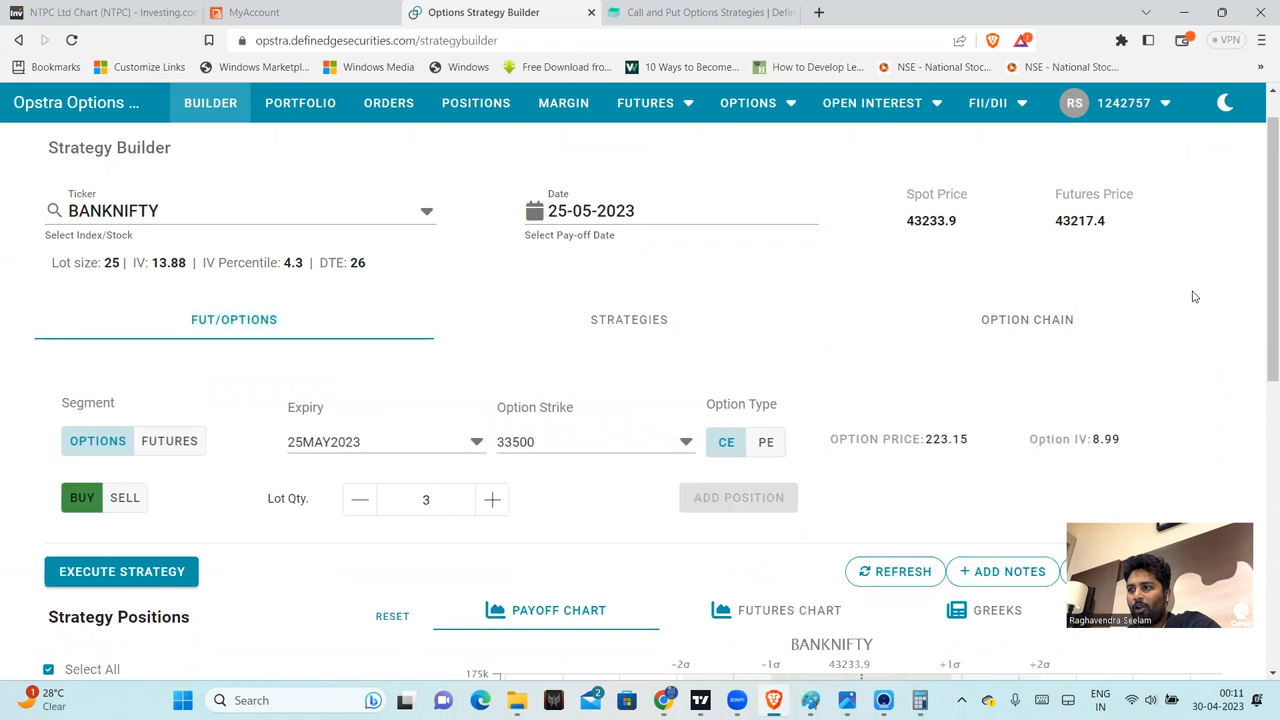 NTPC Ltd (NTPC) - Investing.com
MyAccount
Options Strategy Builder
Call and Put Options Strategies | Defin
opstra.definedgesecurities.com/strategybuilder
VPN
Bookmarks
Customize Links
Windows Marketpl...
Windows Media
Windows
Free Download from...
10 Ways to Become...
How to Develop Le...
NSE - National Stoc...
NSE - National Stoc...
Opstra Options ...
BUILDER
PORTFOLIO
ORDERS
POSITIONS
MARGIN
FUTURES
OPTIONS
OPEN INTEREST
FII/DII
RS
1242757
Strategy Builder
Ticker
BANKNIFTY
Select Index/Stock
Date
25-05-2023
Select Pay-off Date
Spot Price
43233.9
Futures Price
43217.4
Lot size: 25 | IV: 13.88 | IV Percentile: 4.3 | DTE: 26
FUT/OPTIONS
STRATEGIES
OPTION CHAIN
Segment
OPTIONS
FUTURES
Expiry
25MAY2023
Option Strike
33500
Option Type
CE
PE
OPTION PRICE: 223.15
Option IV: 8.99
BUY
SELL
Lot Qty.
3
ADD POSITION
EXECUTE STRATEGY
REFRESH
+ ADD NOTES
Strategy Positions
RESET
PAYOFF CHART
FUTURES CHART
GREEKS
Select All
BANKNIFTY
-2σ
-1σ
43233.9
+1σ
+2σ
175k
Raghavendra Seelam
1
28°C
Clear
Search
2
ENG
IN
00:11
30-04-2023